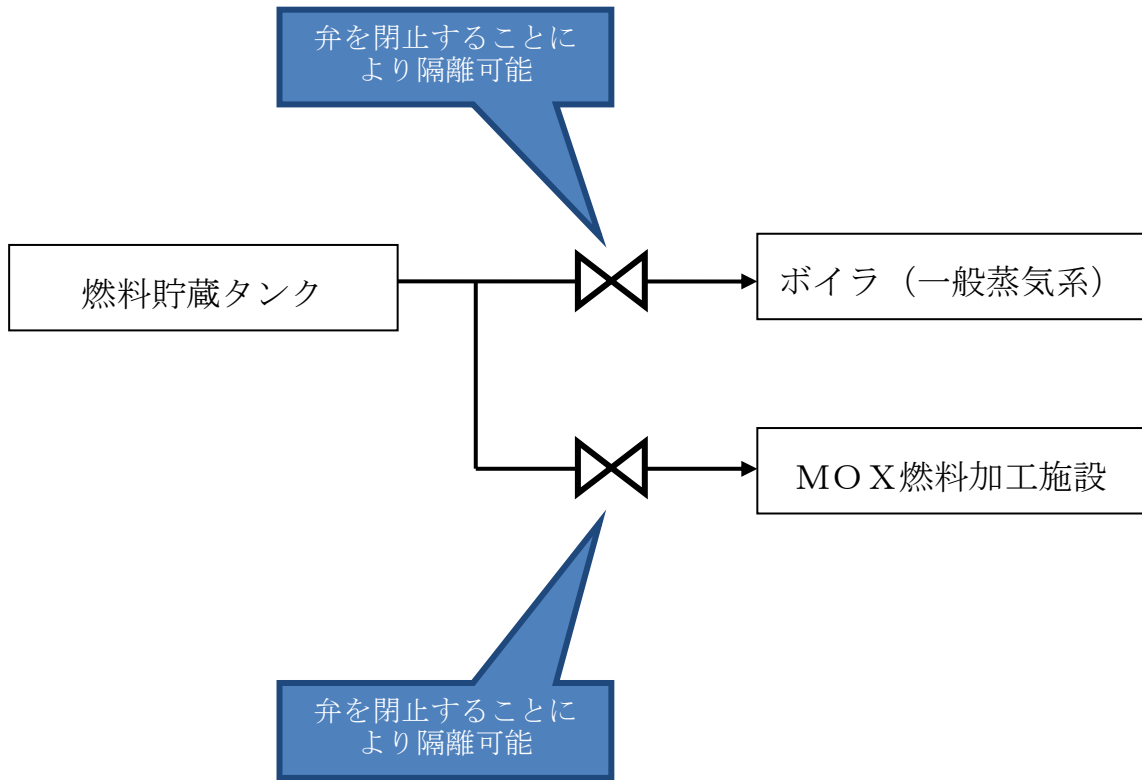 弁を閉止することに
より隔離可能
燃料貯蔵タンク
ボイラ（一般蒸気系）
ＭＯＸ燃料加工施設
弁を閉止することに
より隔離可能